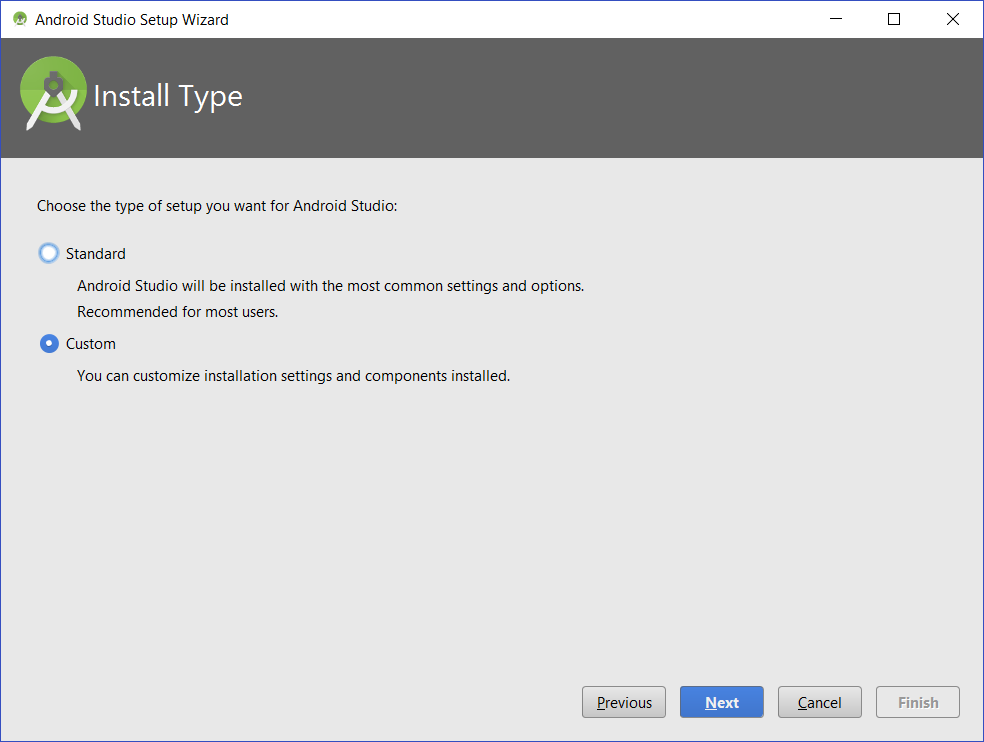 Android Studio Setup Wizard
Install Type
Choose the type of setup you want for Android Studio:
Standard
Android Studio will be installed with the most common settings and options.
Recommended for most users.
Custom
You can customize installation settings and components installed.
Previous Next Cancel Finish